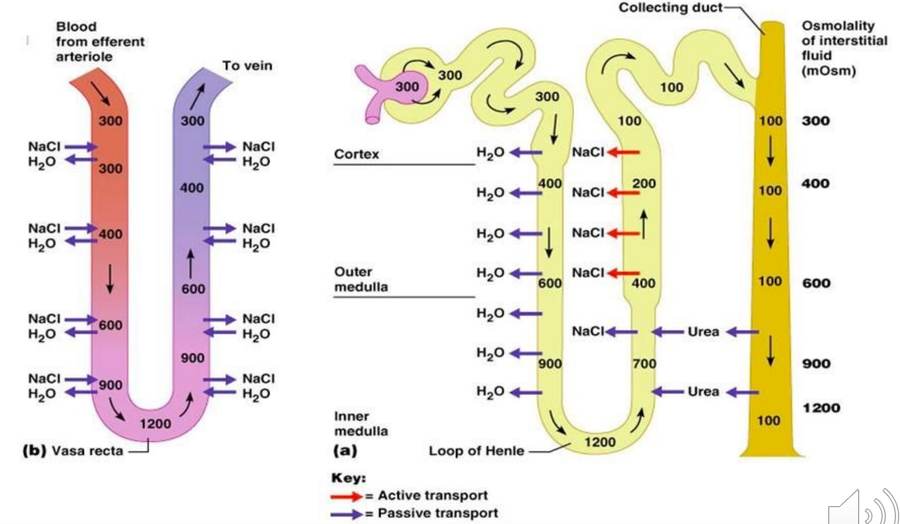 Blood
from efferent
arteriole
To vein
300
300
300
400
400
600
600
900
900
1200
NaCl
H2O
NaCl
H2O
NaCl
H2O
NaCl
H2O
NaCl
H2O
NaCl
H2O
NaCl
H2O
NaCl
H2O
(b) Vasa recta
Collecting duct
Osmolality
of interstitial
fluid
(mOsm)
300
300
300
100
100
100
300
Cortex
H2O
NaCl
H2O
400
NaCl
200
100
400
H2O
NaCl
Outer
medulla
H2O
600
NaCl
400
100
600
H2O
NaCl
Urea
H2O
900
700
900
H2O
Urea
1200
Inner
medulla
100
(a)
Loop of Henle
1200
Key:
= Active transport
= Passive transport